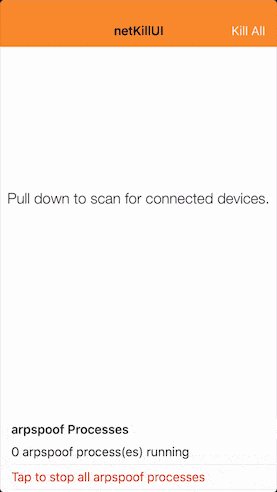 netKillUI
Kill All
Pull down to scan for connected devices.
arpspoof Processes
0 arpspoof process(es) running
Tap to stop all arpspoof processes